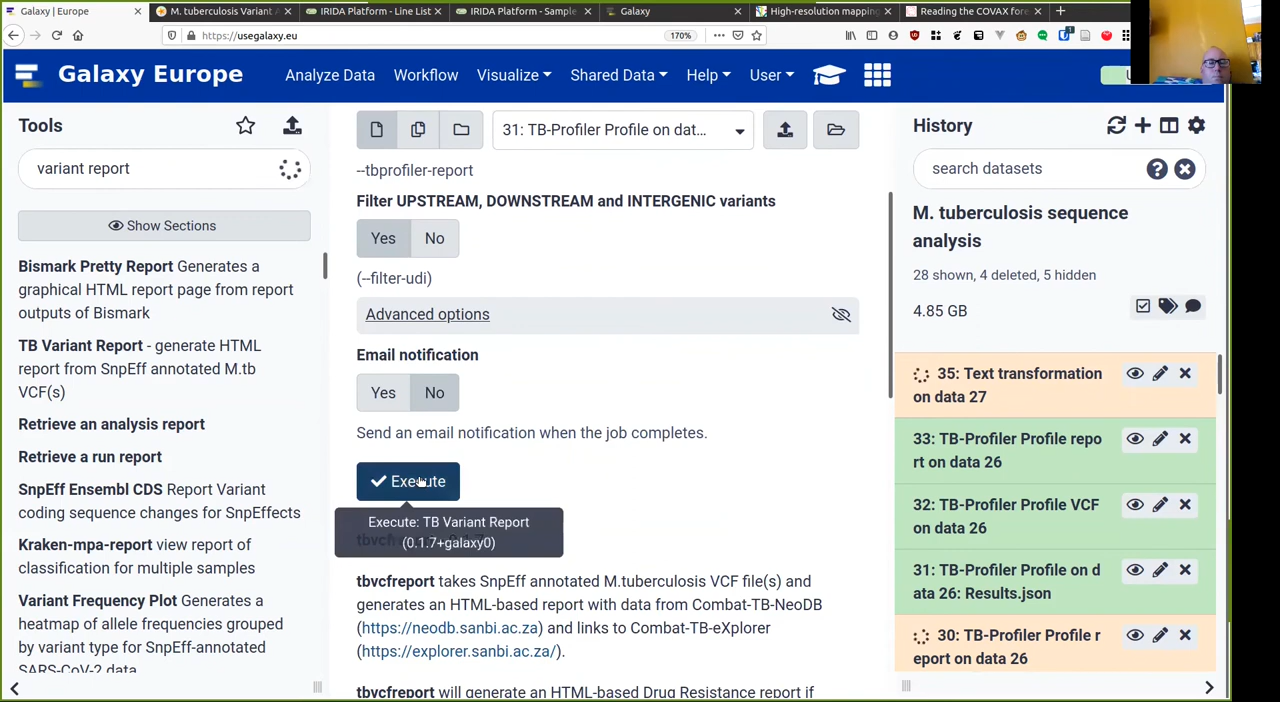 Galaxy | Europe
M. tuberculosis Variant A
IRIDA Platform - Line List
IRIDA Platform - Sample
Galaxy
High-resolution mapping
Reading the COVAX fore
https://usegalaxy.eu
170%
Galaxy Europe
Analyze Data
Workflow
Visualize
Shared Data
Help
User
Tools
variant report
Show Sections
Bismark Pretty Report Generates a
graphical HTML report page from report
outputs of Bismark
TB Variant Report - generate HTML
report from SnpEff annotated M.tb
VCF(s)
Retrieve an analysis report
Retrieve a run report
SnpEff Ensembl CDS Report Variant
coding sequence changes for SnpEffects
Kraken-mpa-report view report of
classification for multiple samples
Variant Frequency Plot Generates a
heatmap of allele frequencies grouped
by variant type for SnpEff-annotated
SARS-CoV-2 data
31: TB-Profiler Profile on dat...
--tbprofiler-report
Filter UPSTREAM, DOWNSTREAM and INTERGENIC variants
Yes No
(--filter-udi)
Advanced options
Email notification
Yes No
Send an email notification when the job completes.
Execute
Execute: TB Variant Report
(0.1.7+galaxy0)
tbvcfreport takes SnpEff annotated M.tuberculosis VCF file(s) and
generates an HTML-based report with data from Combat-TB-NeoDB
(https://neodb.sanbi.ac.za) and links to Combat-TB-eXplorer
(https://explorer.sanbi.ac.za/).
tbvcfreport will generate an HTML-based Drug Resistance report if
History
search datasets
M. tuberculosis sequence
analysis
28 shown, 4 deleted, 5 hidden
4.85 GB
35: Text transformation
on data 27
33: TB-Profiler Profile repo
rt on data 26
32: TB-Profiler Profile VCF
on data 26
31: TB-Profiler Profile on d
ata 26: Results.json
30: TB-Profiler Profile r
eport on data 26